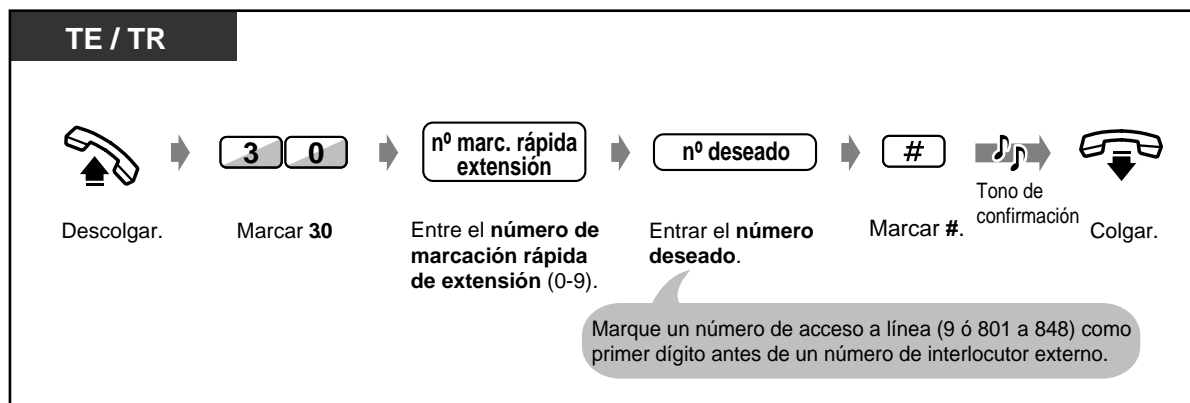 TE / TR
3 0
nº marc. rápida
extensión
nº deseado
#
Descolgar.
Marcar 30
Entre el número de
marcación rápida
de extensión (0-9).
Entrar el número
deseado.
Marcar #.
Tono de
confirmación
Colgar.
Marque un número de acceso a línea (9 ó 801 a 848) como
primer dígito antes de un número de interlocutor externo.